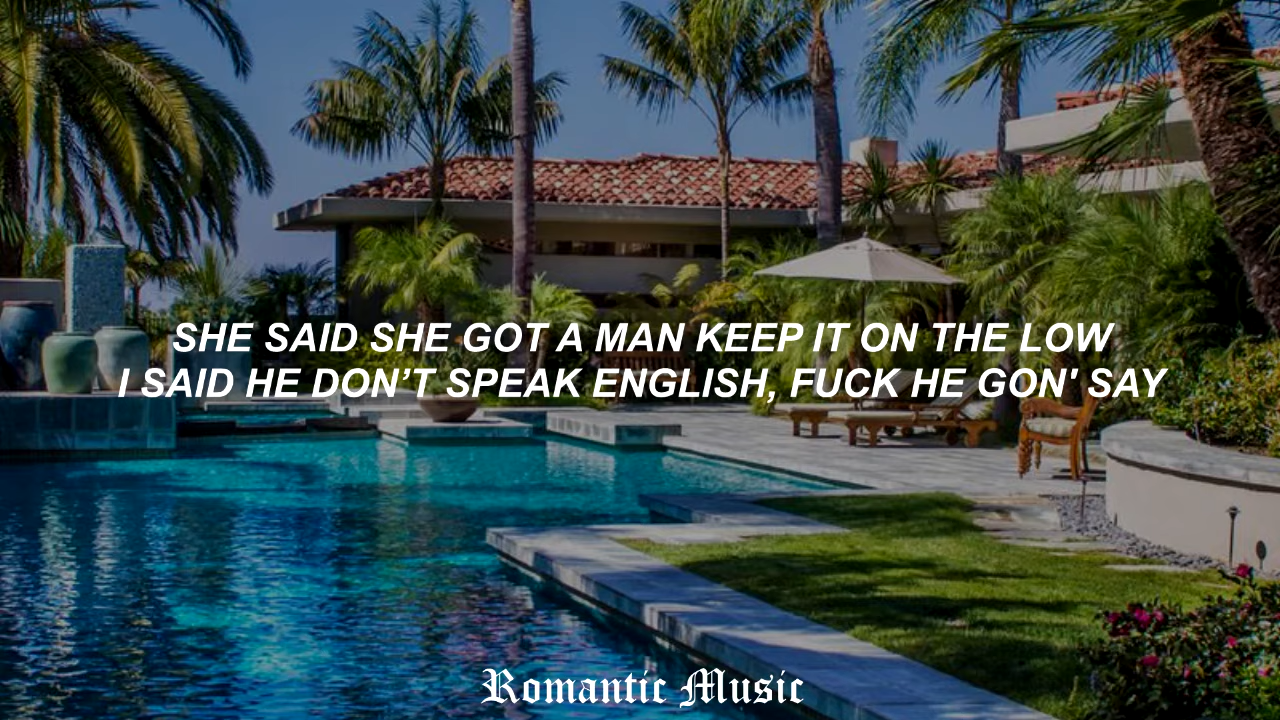 SHE SAID SHE GOT A MAN KEEP IT ON THE LOW
I SAID HE DON’T SPEAK ENGLISH, FUCK HE GON' SAY
Romantic Music